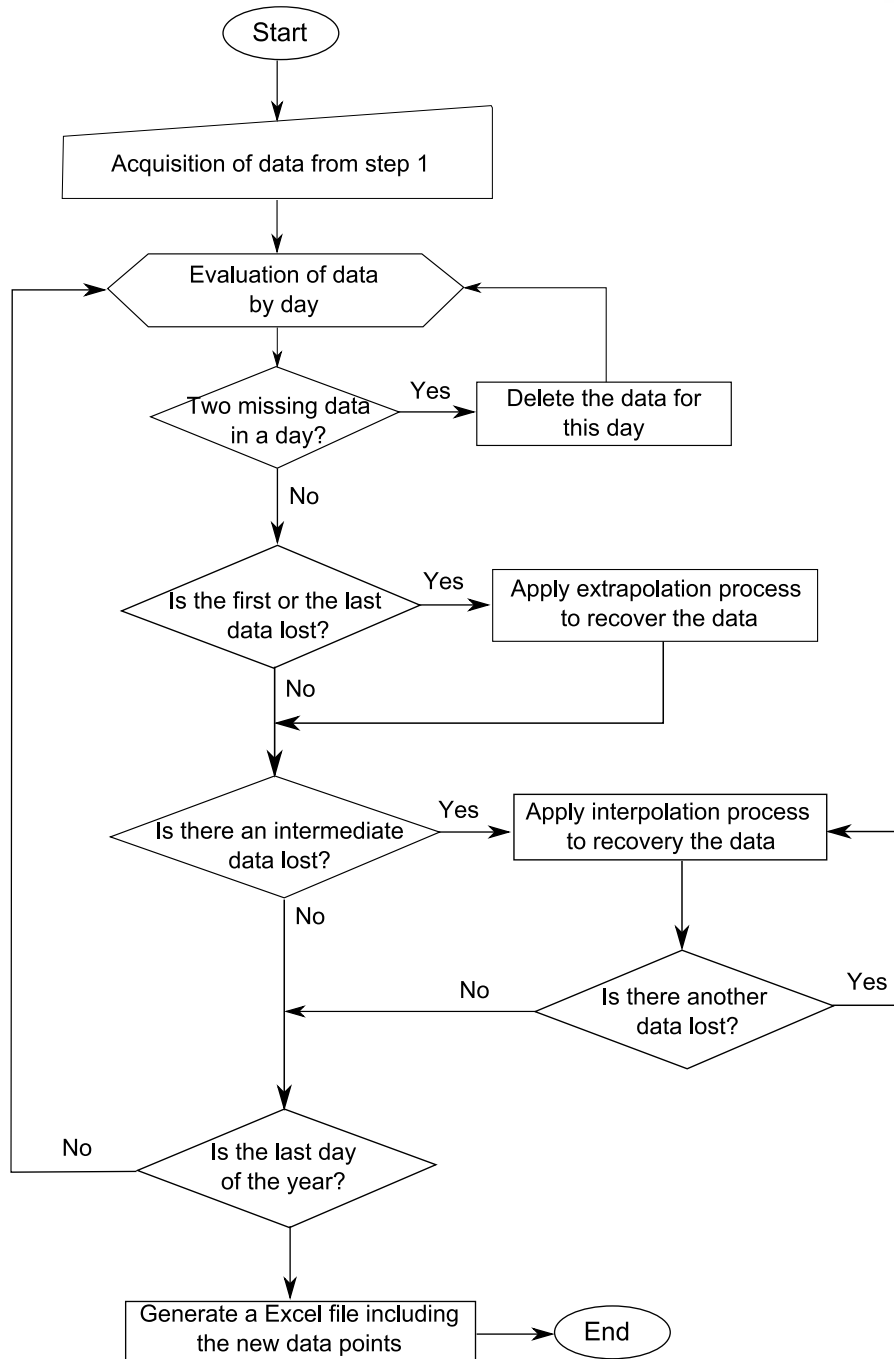 Start
Acquisition of data from step 1
Evaluation of data
by day
Two missing data
in a day?
Yes
Delete the data for
this day
No
Is the first or the last
data lost?
Yes
Apply extrapolation process
to recover the data
No
Is there an intermediate
data lost?
Yes
Apply interpolation process
to recovery the data
No
Is there another
data lost?
Yes
No
Is the last day
of the year?
No
Generate a Excel file including
the new data points
End